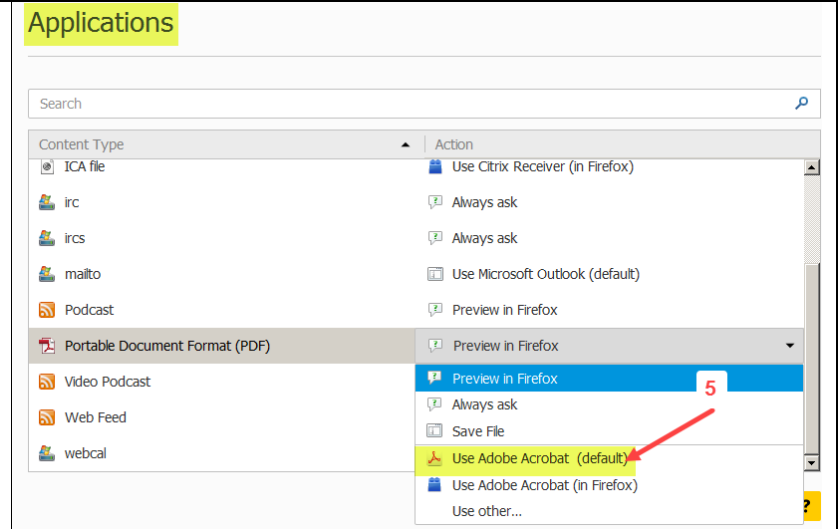 Applications
Search
Content Type Action
ICA file Use Citrix Receiver (in Firefox)
irc Always ask
ircs Always ask
mailto Use Microsoft Outlook (default)
Podcast Preview in Firefox
Portable Document Format (PDF) Preview in Firefox
Video Podcast Preview in Firefox
5
Web Feed Always ask
Save File
webcal Use Adobe Acrobat (default)
Use Adobe Acrobat (in Firefox)
?
Use other...